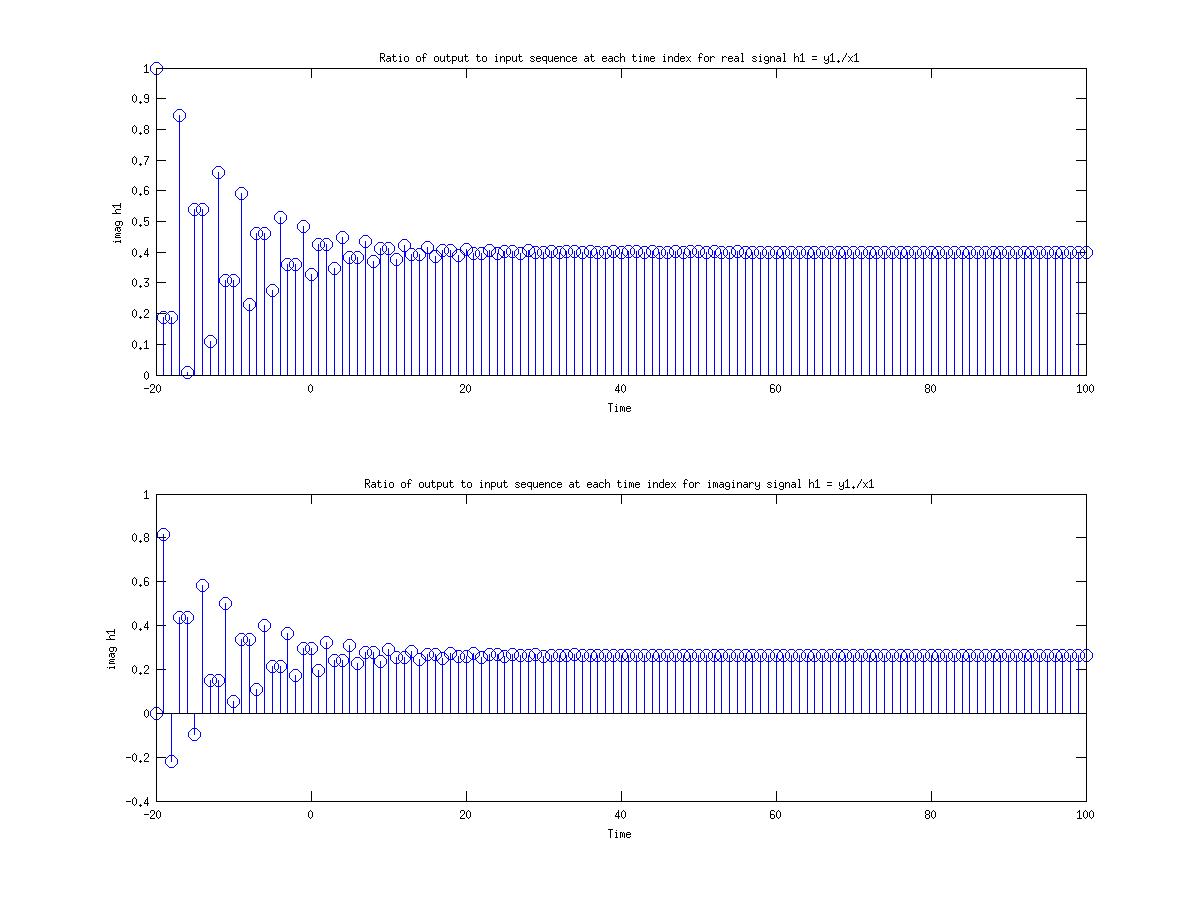 Ratio of output to input sequence at each time index for real signal h1 = y1./x1
1
0.9
0.8
0.7
0.6
0.5
0.4
0.3
0.2
0.1
0
imag h1
-20 0 20 40 60 80 100
Time
Ratio of output to input sequence at each time index for imaginary signal h1 = y1./x1
1
0.8
0.6
0.4
0.2
0
-0.2
-0.4
imag h1
-20 0 20 40 60 80 100
Time